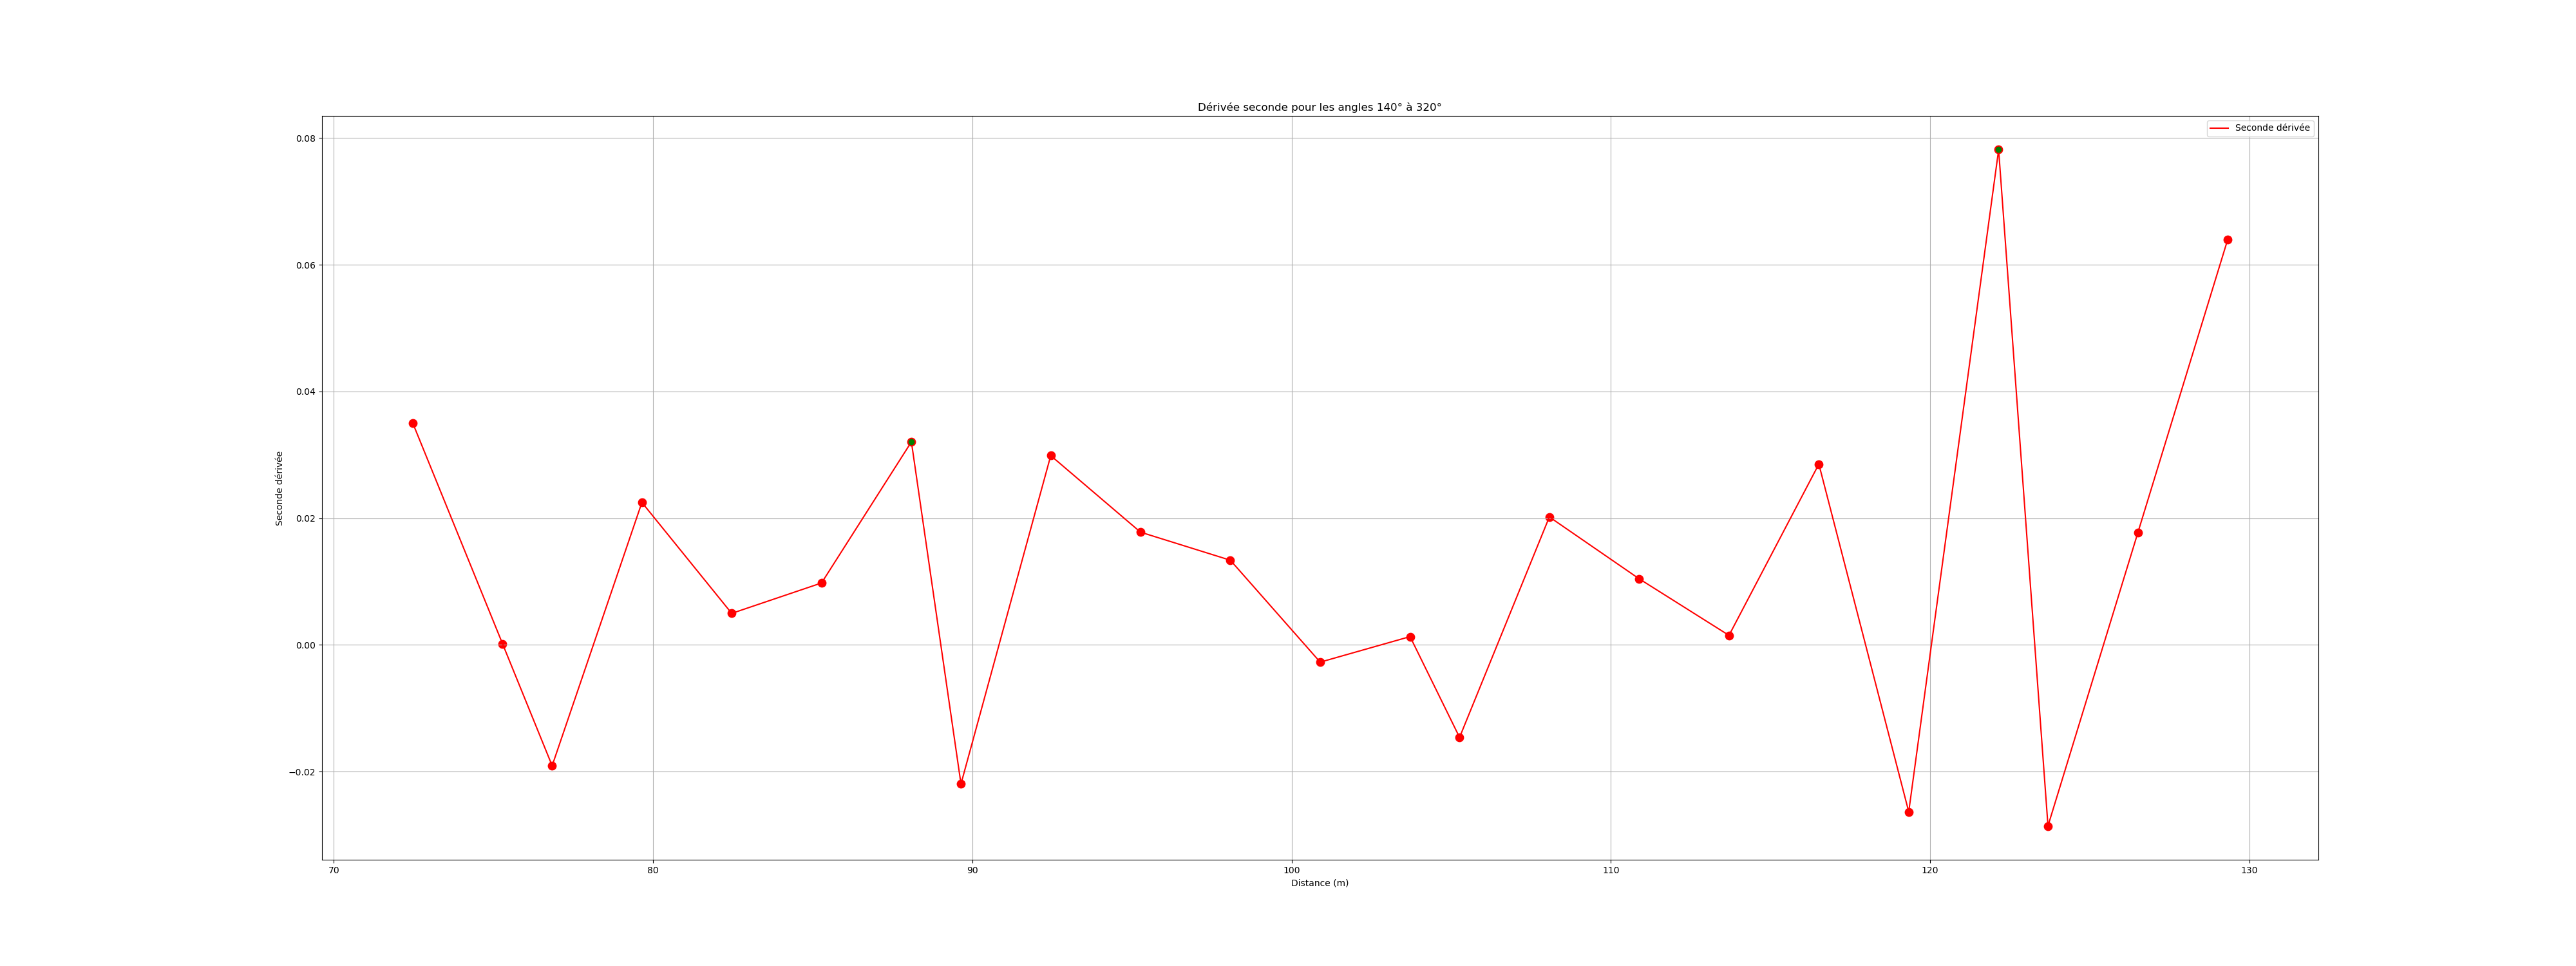 Dérivée seconde pour les angles 140° à 320°
Seconde dérivée
0.08
0.06
0.04
0.02
0.00
−0.02
Seconde dérivée
70 80 90 100 110 120 130
Distance (m)